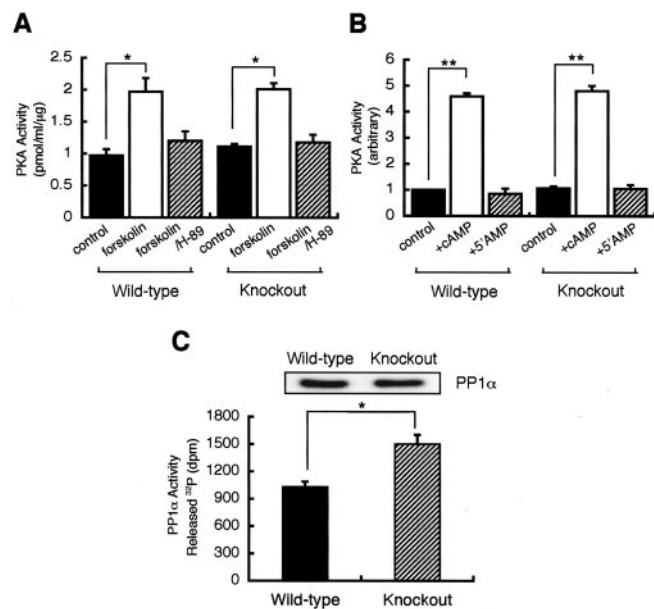 A
PKA Activity
(pmol/ml/µg)
2.5
2
1.5
1
0.5
0
*
*
control
forskolin
forskolin
/H-89
control
forskolin
forskolin
/H-89
Wild-type
Knockout
B
PKA Activity
(arbitrary)
6
5
4
3
2
1
0
**
**
control
+cAMP
+5'AMP
control
+cAMP
+5'AMP
Wild-type
Knockout
C
Wild-type Knockout
PP1α
PP1α Activity
Released ³²P (dpm)
1800
1500
1200
900
600
300
0
*
Wild-type
Knockout